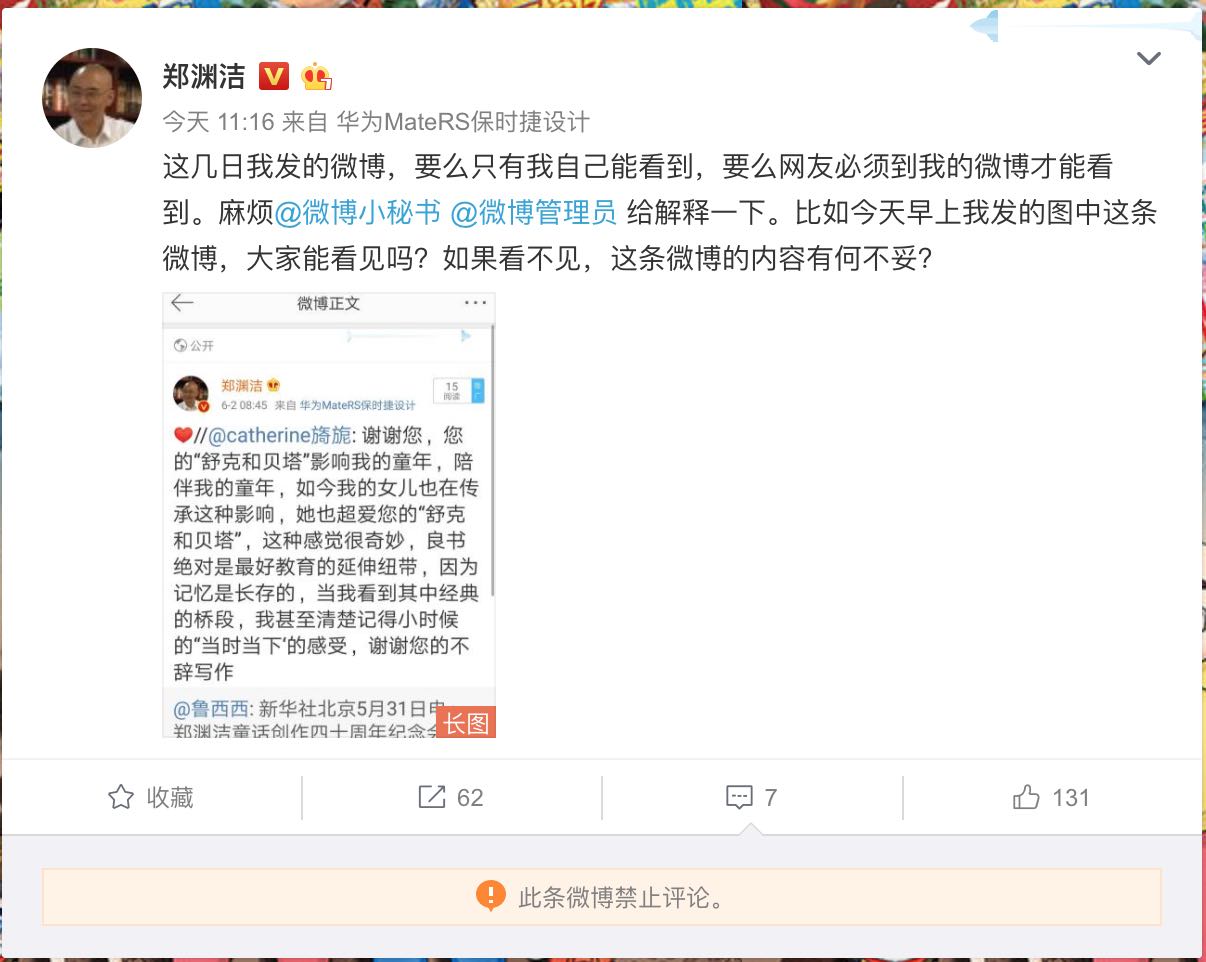 郑渊洁
今天 11:16 来自 华为MateRS保时捷设计
这几日我发的微博，要么只有我自己能看到，要么网友必须到我的微博才能看
到。麻烦@微博小秘书 @微博管理员 给解释一下。比如今天早上我发的图中这条
微博，大家能看见吗？如果看不见，这条微博的内容有何不妥？
微博正文
公开
郑渊洁
15
阅读
6-2 08:45 来自 华为MateRS保时捷设计
❤//@catherine旖旎: 谢谢您，您
的“舒克和贝塔”影响我的童年，陪
伴我的童年，如今我的女儿也在传
承这种影响，她也超爱您的“舒克
和贝塔”，这种感觉很奇妙，良书
绝对是最好教育的延伸纽带，因为
记忆是长存的，当我看到其中经典
的桥段，我甚至清楚记得小时候
的“当时当下‘的感受，谢谢您的不
辞写作
@鲁西西: 新华社北京5月31日电
郑渊洁童话创作四十周年纪念会
长图
收藏
62
7
131
此条微博禁止评论。